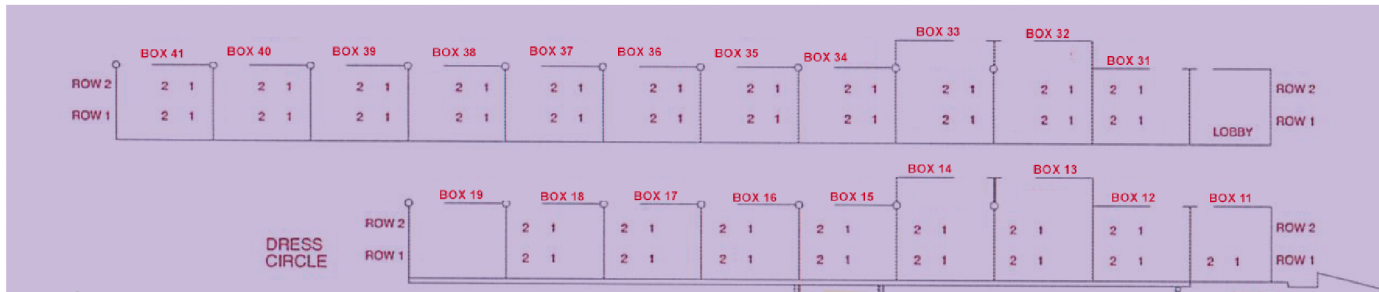 BOX 41 BOX 40 BOX 39 BOX 38 BOX 37 BOX 36 BOX 35 BOX 34 BOX 33 BOX 32 BOX 31
ROW 2 2 1 2 1 2 1 2 1 2 1 2 1 2 1 2 1 2 1 2 1 2 1 ROW 2
ROW 1 2 1 2 1 2 1 2 1 2 1 2 1 2 1 2 1 2 1 2 1 2 1 LOBBY ROW 1
BOX 19 BOX 18 BOX 17 BOX 16 BOX 15 BOX 14 BOX 13 BOX 12 BOX 11
ROW 2 2 1 2 1 2 1 2 1 2 1 2 1 2 1 ROW 2
DRESS
CIRCLE
ROW 1 2 1 2 1 2 1 2 1 2 1 2 1 2 1 2 1 ROW 1